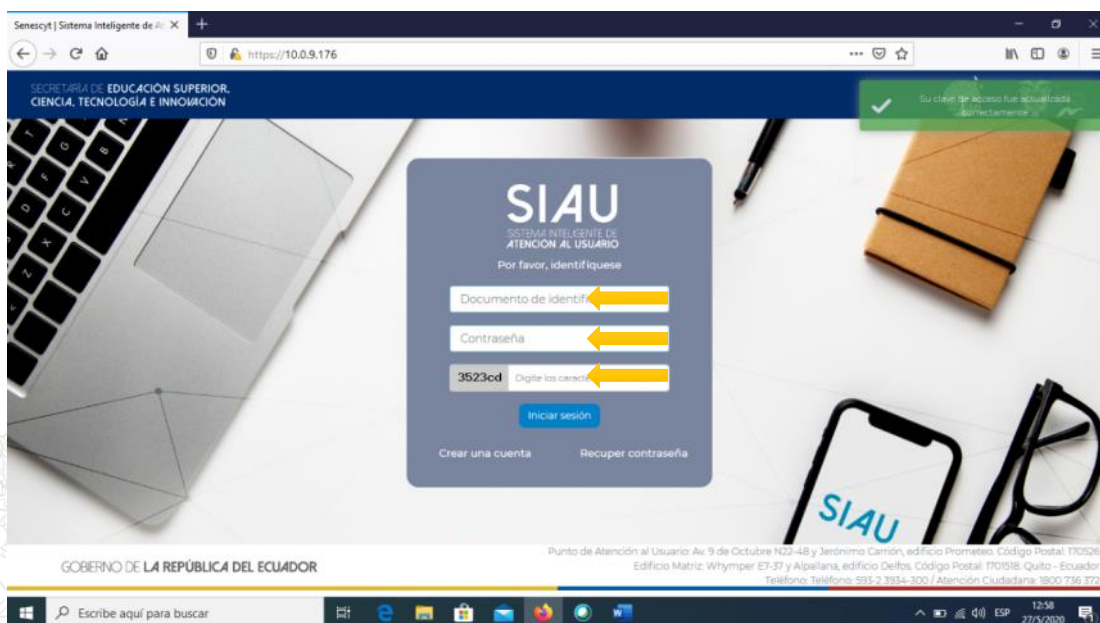 Senescyt | Sistema Inteligente de At
https://10.0.9.176
SECRETARÍA DE EDUCACIÓN SUPERIOR,
CIENCIA, TECNOLOGÍA E INNOVACIÓN
Su clave de acceso fue actualizada
correctamente
SIAU
SISTEMA INTELIGENTE DE
ATENCIÓN AL USUARIO
Por favor, identifíquese
Documento de identifi
Contraseña
3523cd Digite los caracte
Iniciar sesión
Crear una cuenta Recuper contraseña
SIAU
GOBIERNO DE LA REPÚBLICA DEL ECUADOR
Punto de Atención al Usuario: Av. 9 de Octubre N22-48 y Jerónimo Carrión, edificio Prometeo. Código Postal: 170526
Edificio Matriz: Whymper E7-37 y Alpallana, edificio Delfos. Código Postal: 1701518. Quito - Ecuador
Teléfono: Teléfono: 593-2 3934-300 / Atención Ciudadana: 1800 736 372
Escribe aquí para buscar
ESP
12:58
27/5/2020